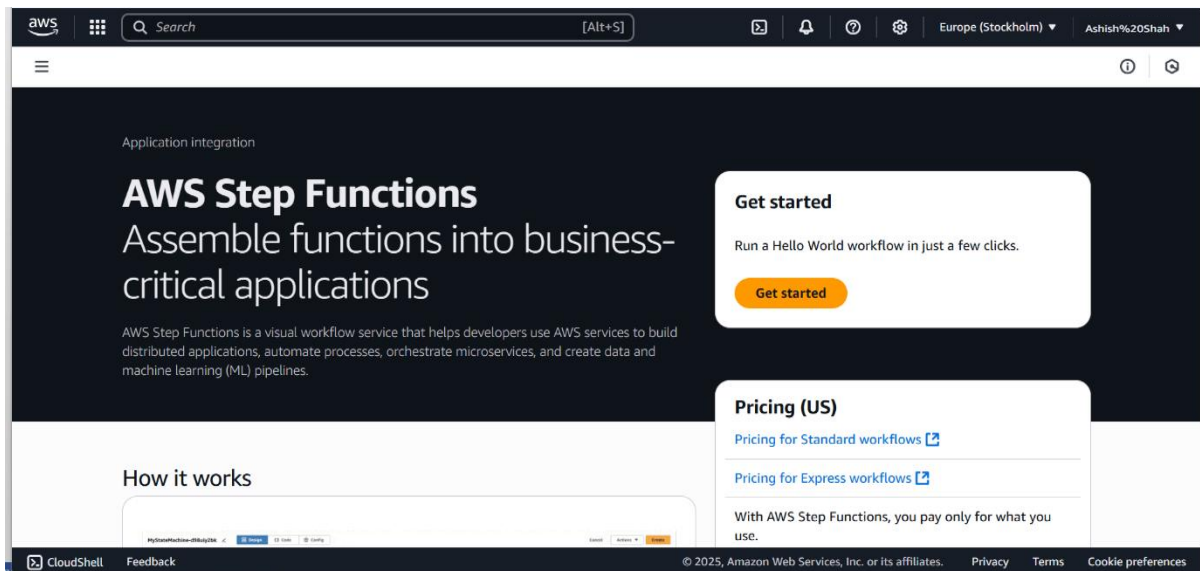 aws
Search [Alt+S]
Europe (Stockholm) ▼
Ashish%20Shah ▼
Application integration
AWS Step Functions
Assemble functions into business-
critical applications
AWS Step Functions is a visual workflow service that helps developers use AWS services to build
distributed applications, automate processes, orchestrate microservices, and create data and
machine learning (ML) pipelines.
Get started
Run a Hello World workflow in just a few clicks.
Get started
Pricing (US)
Pricing for Standard workflows
Pricing for Express workflows
With AWS Step Functions, you pay only for what you
use.
How it works
Design Code Config
Actions ▼ Create
CloudShell Feedback © 2025, Amazon Web Services, Inc. or its affiliates. Privacy Terms Cookie preferences